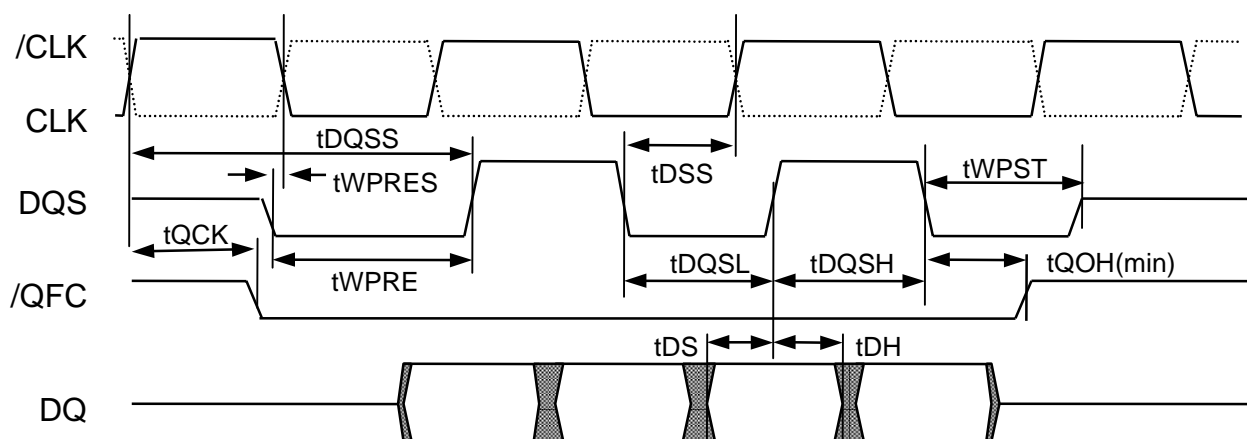 /CLK
CLK
tDQSS
tWPRES
tDSS
tWPST
DQS
tQCK
tWPRE
tDQSL
tDQSH
tQOH(min)
/QFC
tDS
tDH
DQ